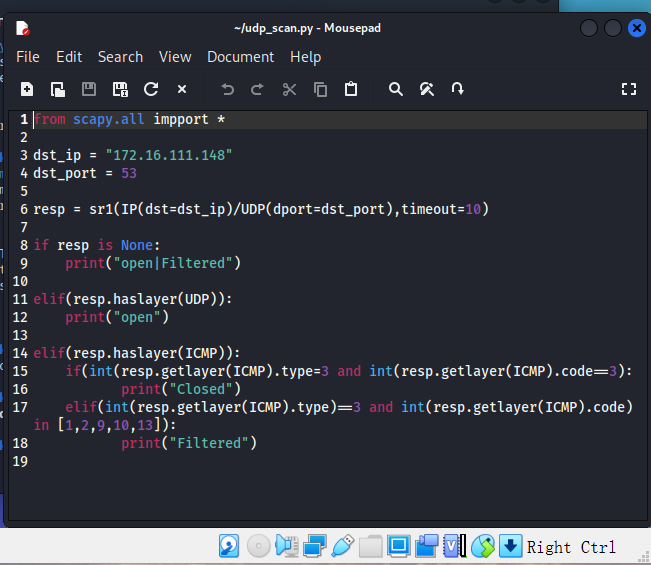 ~/udp_scan.py - Mousepad
File Edit Search View Document Help
1 from scapy.all impport *
2
3 dst_ip = "172.16.111.148"
4 dst_port = 53
5
6 resp = sr1(IP(dst=dst_ip)/UDP(dport=dst_port),timeout=10)
7
8 if resp is None:
9     print("open|Filtered")
10
11 elif(resp.haslayer(UDP)):
12     print("open")
13
14 elif(resp.haslayer(ICMP)):
15     if(int(resp.getlayer(ICMP).type=3 and int(resp.getlayer(ICMP).code==3):
16            print("Closed")
17     elif(int(resp.getlayer(ICMP).type)==3 and int(resp.getlayer(ICMP).code)
in [1,2,9,10,13]):
18            print("Filtered")
19
Right Ctrl